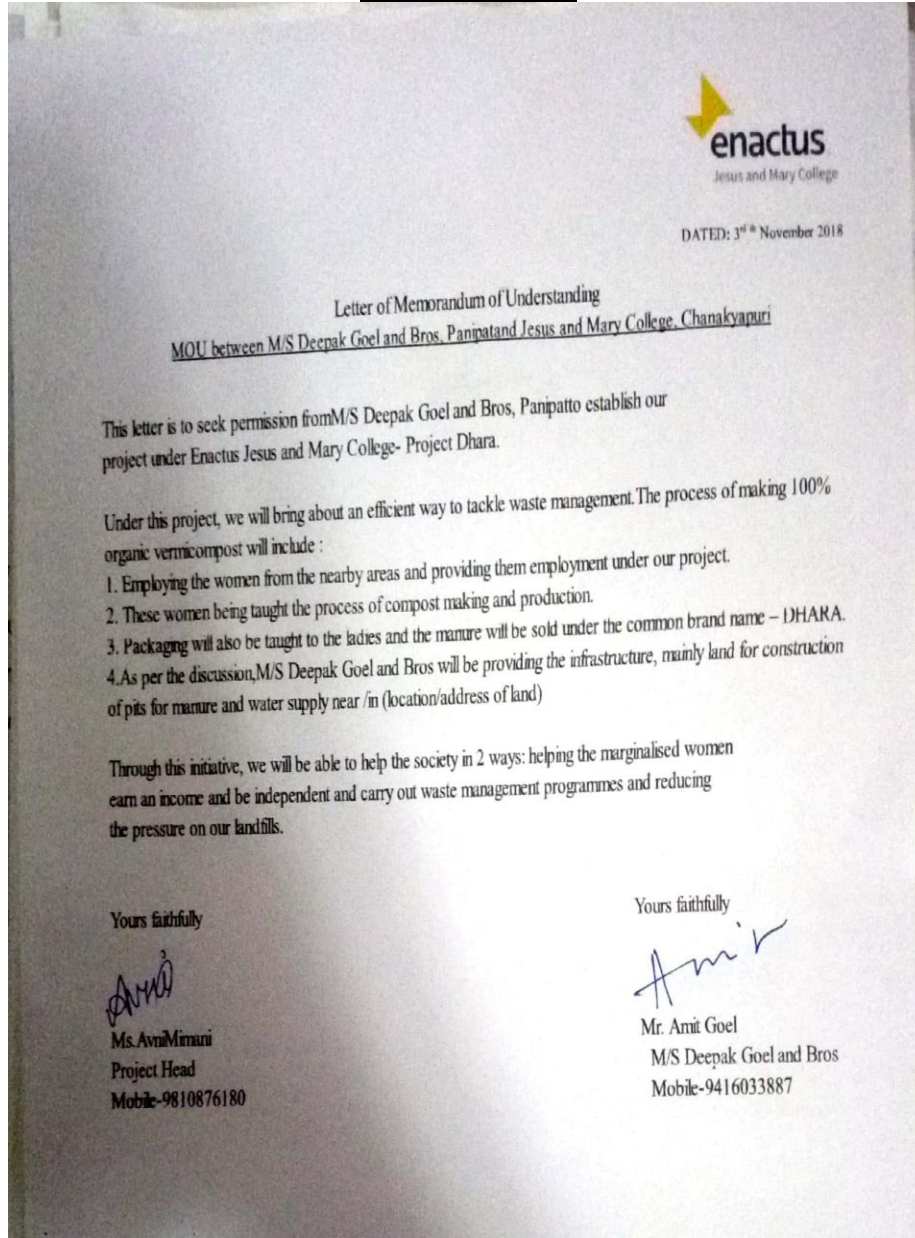 enactus
Jesus and Mary College
DATED: 3rd th November 2018
Letter of Memorandum of Understanding
MOU between M/S Deepak Goel and Bros, Panipatand Jesus and Mary College, Chanakyapuri
This letter is to seek permission fromM/S Deepak Goel and Bros, Panipatto establish our
project under Enactus Jesus and Mary College- Project Dhara.
Under this project, we will bring about an efficient way to tackle waste management.The process of making 100%
organic vermicompost will include :
1. Employing the women from the nearby areas and providing them employment under our project.
2. These women being taught the process of compost making and production.
3. Packaging will also be taught to the ladies and the manure will be sold under the common brand name – DHARA.
4.As per the discussion,M/S Deepak Goel and Bros will be providing the infrastructure, mainly land for construction
of pits for manure and water supply near /in (location/address of land)
Through this initiative, we will be able to help the society in 2 ways: helping the marginalised women
earn an income and be independent and carry out waste management programmes and reducing
the pressure on our landfills.
Yours faithfully
Avni
Ms.AvniMimani
Project Head
Mobile-9810876180
Yours faithfully
Amit
Mr. Amit Goel
M/S Deepak Goel and Bros
Mobile-9416033887